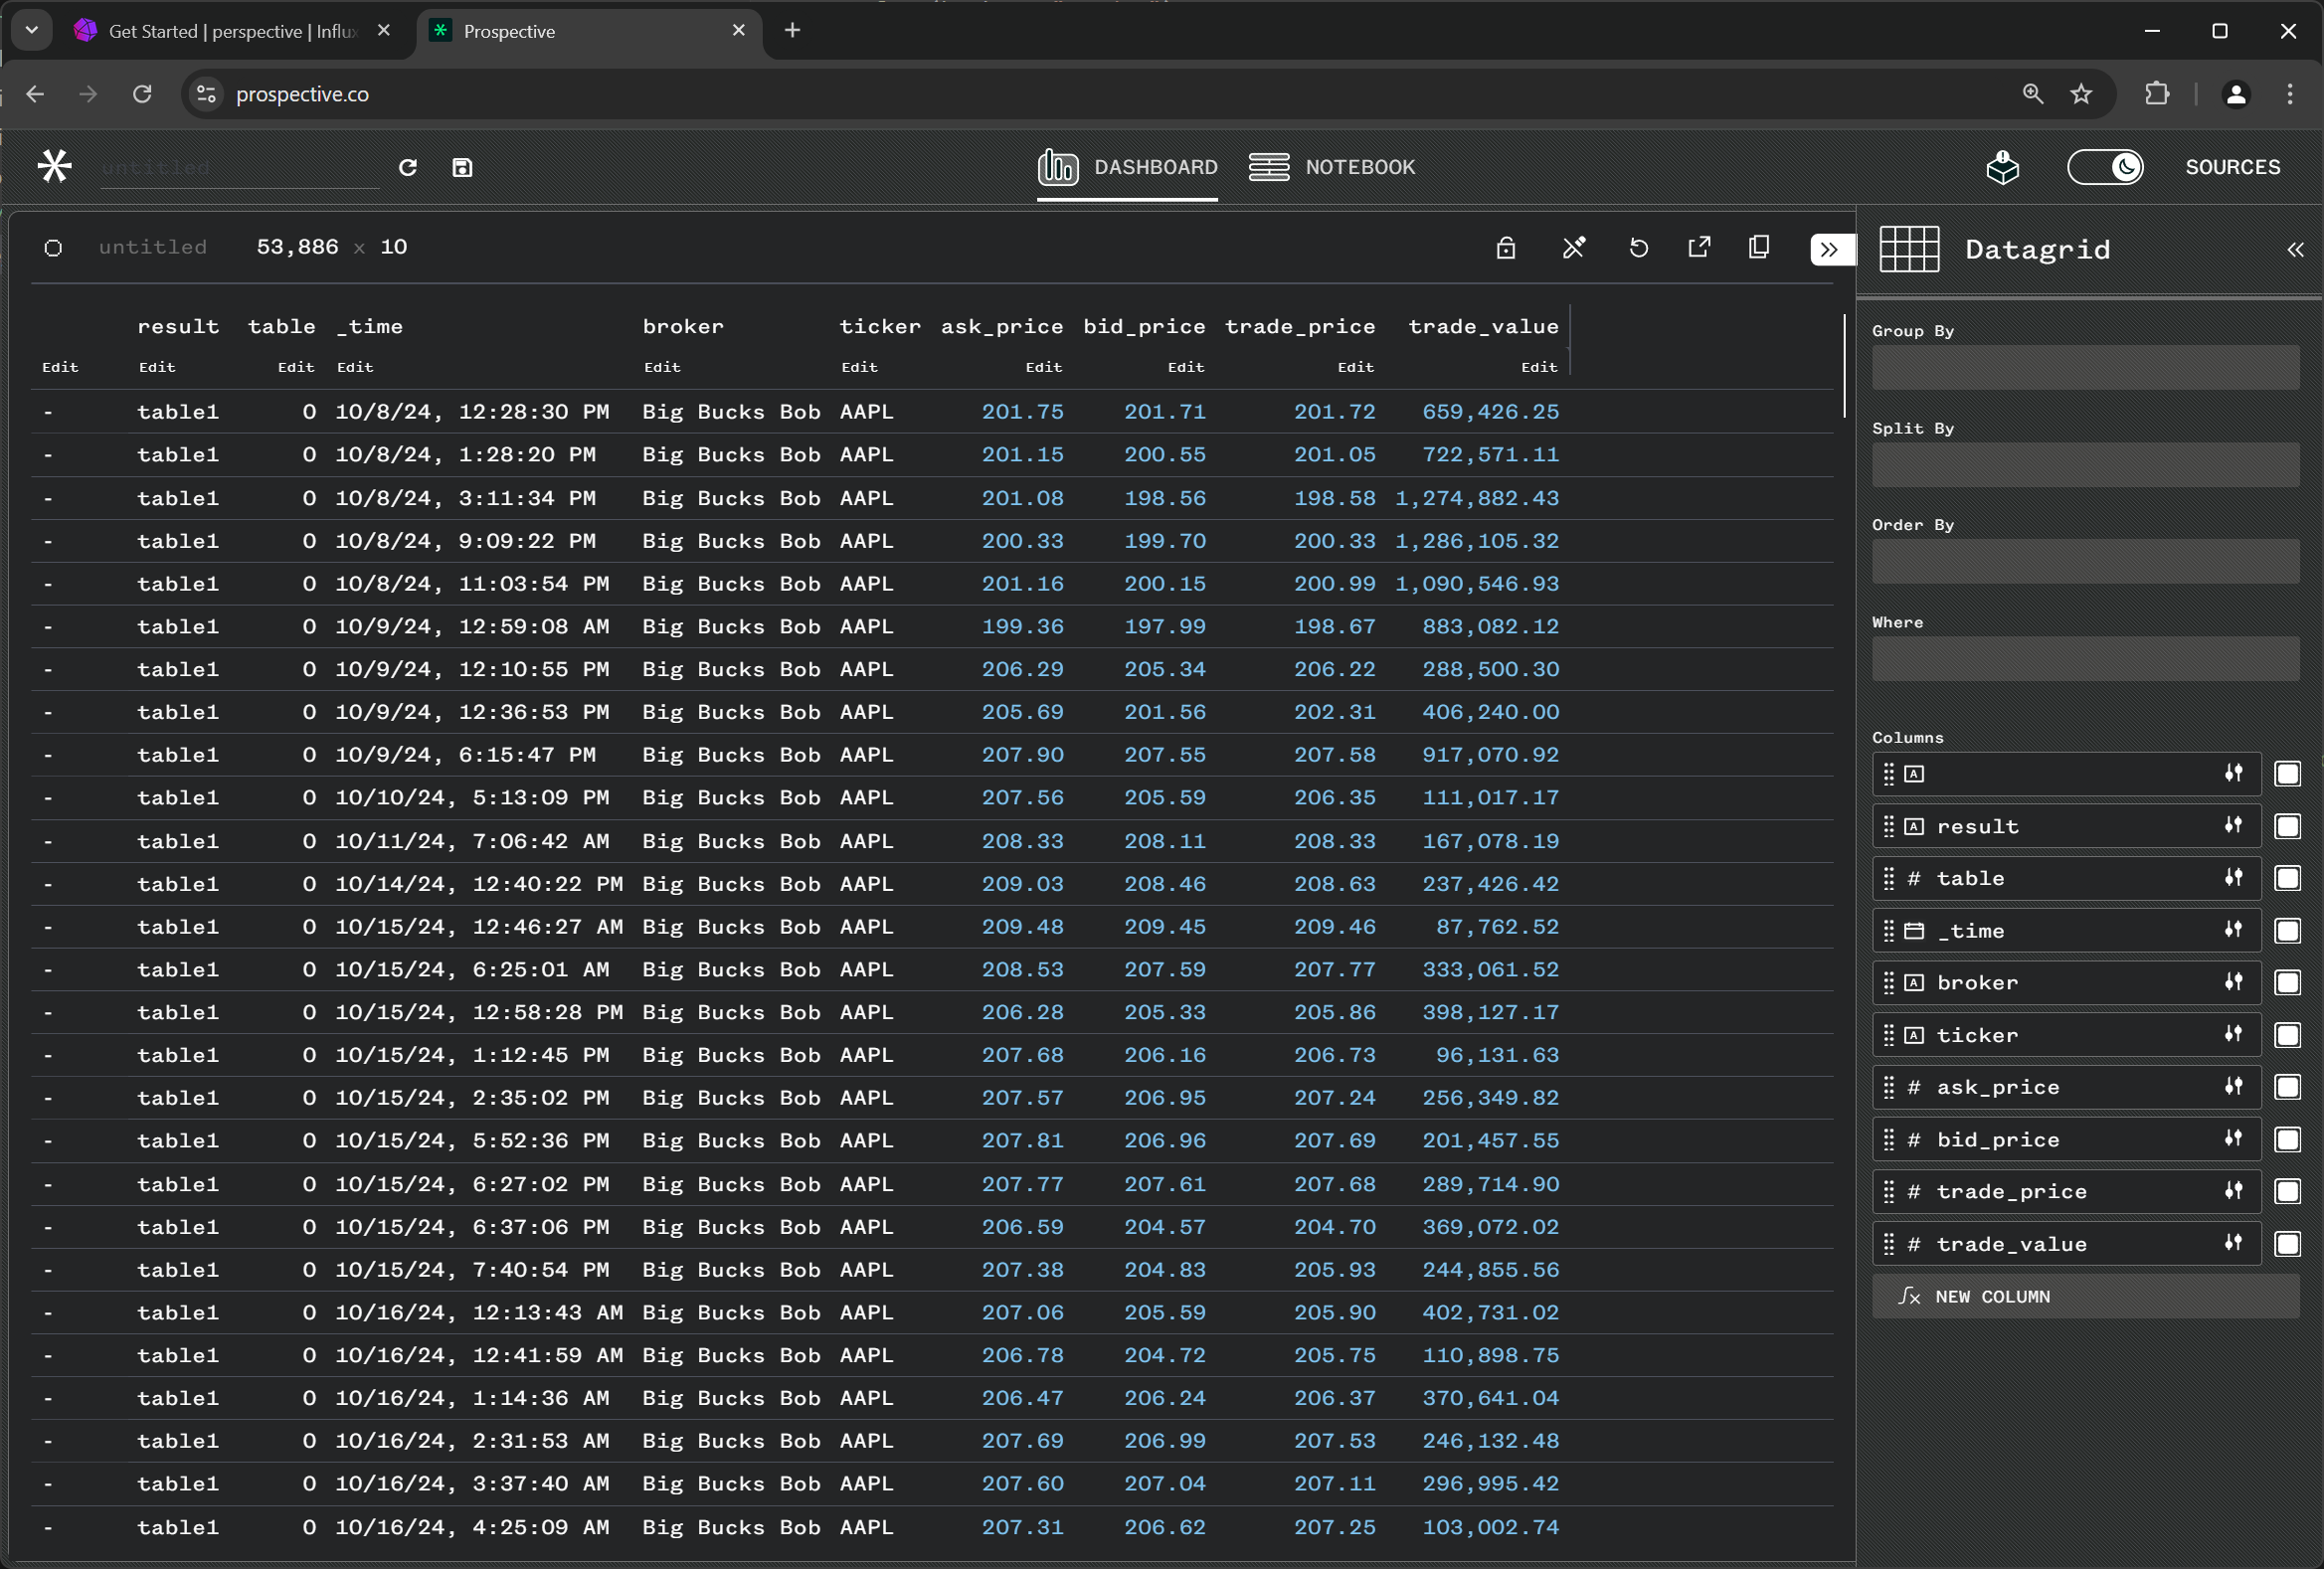 Get Started | perspective | Influx
Prospective
prospective.co
untitled
DASHBOARD
NOTEBOOK
SOURCES
untitled 53,886 x 10
Datagrid
result table _time broker ticker ask_price bid_price trade_price trade_value
Edit Edit Edit Edit Edit Edit Edit Edit Edit Edit
- table1 0 10/8/24, 12:28:30 PM Big Bucks Bob AAPL 201.75 201.71 201.72 659,426.25
- table1 0 10/8/24, 1:28:20 PM Big Bucks Bob AAPL 201.15 200.55 201.05 722,571.11
- table1 0 10/8/24, 3:11:34 PM Big Bucks Bob AAPL 201.08 198.56 198.58 1,274,882.43
- table1 0 10/8/24, 9:09:22 PM Big Bucks Bob AAPL 200.33 199.70 200.33 1,286,105.32
- table1 0 10/8/24, 11:03:54 PM Big Bucks Bob AAPL 201.16 200.15 200.99 1,090,546.93
- table1 0 10/9/24, 12:59:08 AM Big Bucks Bob AAPL 199.36 197.99 198.67 883,082.12
- table1 0 10/9/24, 12:10:55 PM Big Bucks Bob AAPL 206.29 205.34 206.22 288,500.30
- table1 0 10/9/24, 12:36:53 PM Big Bucks Bob AAPL 205.69 201.56 202.31 406,240.00
- table1 0 10/9/24, 6:15:47 PM Big Bucks Bob AAPL 207.90 207.55 207.58 917,070.92
- table1 0 10/10/24, 5:13:09 PM Big Bucks Bob AAPL 207.56 205.59 206.35 111,017.17
- table1 0 10/11/24, 7:06:42 AM Big Bucks Bob AAPL 208.33 208.11 208.33 167,078.19
- table1 0 10/14/24, 12:40:22 PM Big Bucks Bob AAPL 209.03 208.46 208.63 237,426.42
- table1 0 10/15/24, 12:46:27 AM Big Bucks Bob AAPL 209.48 209.45 209.46 87,762.52
- table1 0 10/15/24, 6:25:01 AM Big Bucks Bob AAPL 208.53 207.59 207.77 333,061.52
- table1 0 10/15/24, 12:58:28 PM Big Bucks Bob AAPL 206.28 205.33 205.86 398,127.17
- table1 0 10/15/24, 1:12:45 PM Big Bucks Bob AAPL 207.68 206.16 206.73 96,131.63
- table1 0 10/15/24, 2:35:02 PM Big Bucks Bob AAPL 207.57 206.95 207.24 256,349.82
- table1 0 10/15/24, 5:52:36 PM Big Bucks Bob AAPL 207.81 206.96 207.69 201,457.55
- table1 0 10/15/24, 6:27:02 PM Big Bucks Bob AAPL 207.77 207.61 207.68 289,714.90
- table1 0 10/15/24, 6:37:06 PM Big Bucks Bob AAPL 206.59 204.57 204.70 369,072.02
- table1 0 10/15/24, 7:40:54 PM Big Bucks Bob AAPL 207.38 204.83 205.93 244,855.56
- table1 0 10/16/24, 12:13:43 AM Big Bucks Bob AAPL 207.06 205.59 205.90 402,731.02
- table1 0 10/16/24, 12:41:59 AM Big Bucks Bob AAPL 206.78 204.72 205.75 110,898.75
- table1 0 10/16/24, 1:14:36 AM Big Bucks Bob AAPL 206.47 206.24 206.37 370,641.04
- table1 0 10/16/24, 2:31:53 AM Big Bucks Bob AAPL 207.69 206.99 207.53 246,132.48
- table1 0 10/16/24, 3:37:40 AM Big Bucks Bob AAPL 207.60 207.04 207.11 296,995.42
- table1 0 10/16/24, 4:25:09 AM Big Bucks Bob AAPL 207.31 206.62 207.25 103,002.74
Group By
Split By
Order By
Where
Columns
A
A result
# table
_time
A broker
A ticker
# ask_price
# bid_price
# trade_price
# trade_value
ƒx NEW COLUMN